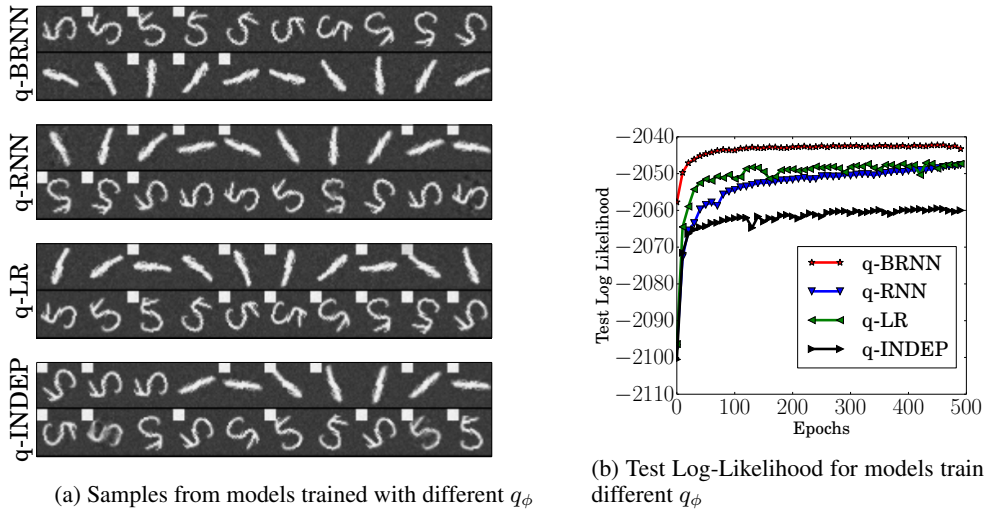 q-BRNN
q-RNN
q-LR
q-INDEP
(a) Samples from models trained with different qϕ
−2040
−2050
−2060
−2070
−2080
−2090
−2100
−2110
Test Log Likelihood
q-BRNN
q-RNN
q-LR
q-INDEP
0 100 200 300 400 500
Epochs
(b) Test Log-Likelihood for models train
different qϕ